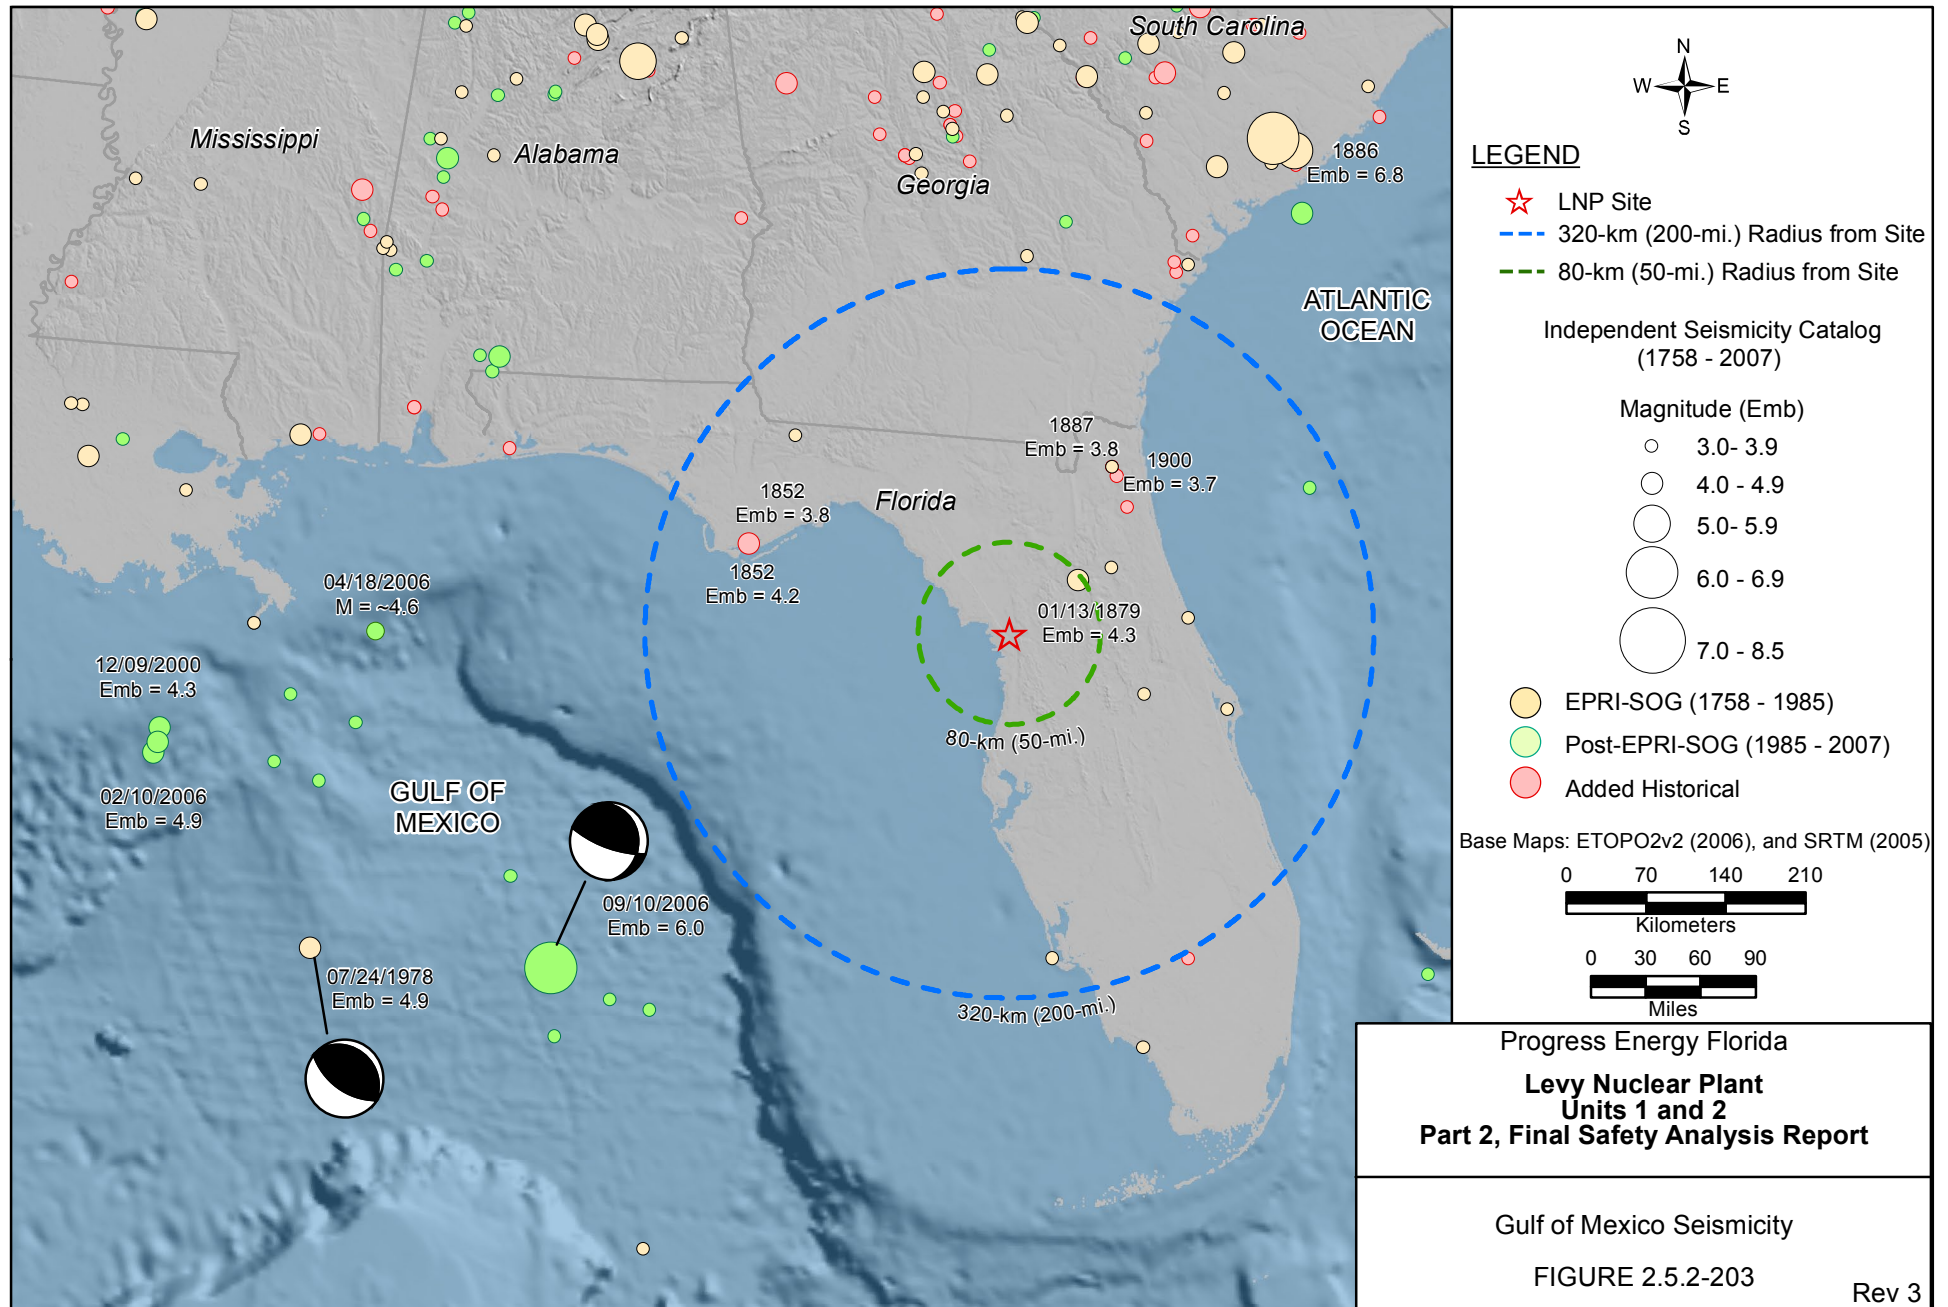 South Carolina
Mississippi
Alabama
Georgia
1886
Emb = 6.8
ATLANTIC
OCEAN
1887
Emb = 3.8
1900
Emb = 3.7
1852
Emb = 3.8
Florida
1852
Emb = 4.2
04/18/2006
M = ~4.6
01/13/1879
Emb = 4.3
12/09/2000
Emb = 4.3
80-km (50-mi.)
02/10/2006
Emb = 4.9
GULF OF
MEXICO
09/10/2006
Emb = 6.0
07/24/1978
Emb = 4.9
320-km (200-mi.)
N
W
E
S
LEGEND
LNP Site
320-km (200-mi.) Radius from Site
80-km (50-mi.) Radius from Site
Independent Seismicity Catalog
(1758 - 2007)
Magnitude (Emb)
3.0- 3.9
4.0 - 4.9
5.0- 5.9
6.0 - 6.9
7.0 - 8.5
EPRI-SOG (1758 - 1985)
Post-EPRI-SOG (1985 - 2007)
Added Historical
Base Maps: ETOPO2v2 (2006), and SRTM (2005)
0 70 140 210
Kilometers
0 30 60 90
Miles
Progress Energy Florida
Levy Nuclear Plant
Units 1 and 2
Part 2, Final Safety Analysis Report
Gulf of Mexico Seismicity
FIGURE 2.5.2-203
Rev 3